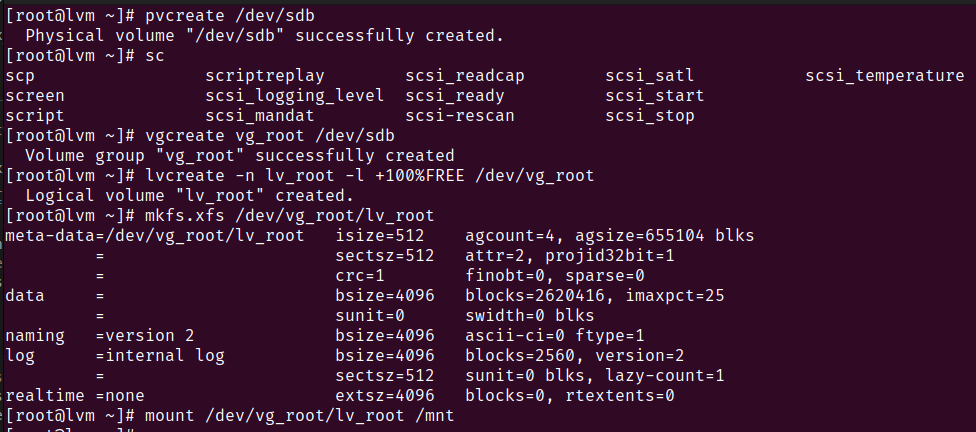 [root@lvm ~]# pvcreate /dev/sdb
  Physical volume "/dev/sdb" successfully created.
[root@lvm ~]# sc
scp                 scriptreplay        scsi_readcap        scsi_satl           scsi_temperature
screen              scsi_logging_level  scsi_ready          scsi_start
script              scsi_mandat         scsi-rescan         scsi_stop
[root@lvm ~]# vgcreate vg_root /dev/sdb
  Volume group "vg_root" successfully created
[root@lvm ~]# lvcreate -n lv_root -l +100%FREE /dev/vg_root
  Logical volume "lv_root" created.
[root@lvm ~]# mkfs.xfs /dev/vg_root/lv_root
meta-data=/dev/vg_root/lv_root   isize=512    agcount=4, agsize=655104 blks
         =                       sectsz=512   attr=2, projid32bit=1
         =                       crc=1        finobt=0, sparse=0
data     =                       bsize=4096   blocks=2620416, imaxpct=25
         =                       sunit=0      swidth=0 blks
naming   =version 2              bsize=4096   ascii-ci=0 ftype=1
log      =internal log           bsize=4096   blocks=2560, version=2
         =                       sectsz=512   sunit=0 blks, lazy-count=1
realtime =none                   extsz=4096   blocks=0, rtextents=0
[root@lvm ~]# mount /dev/vg_root/lv_root /mnt